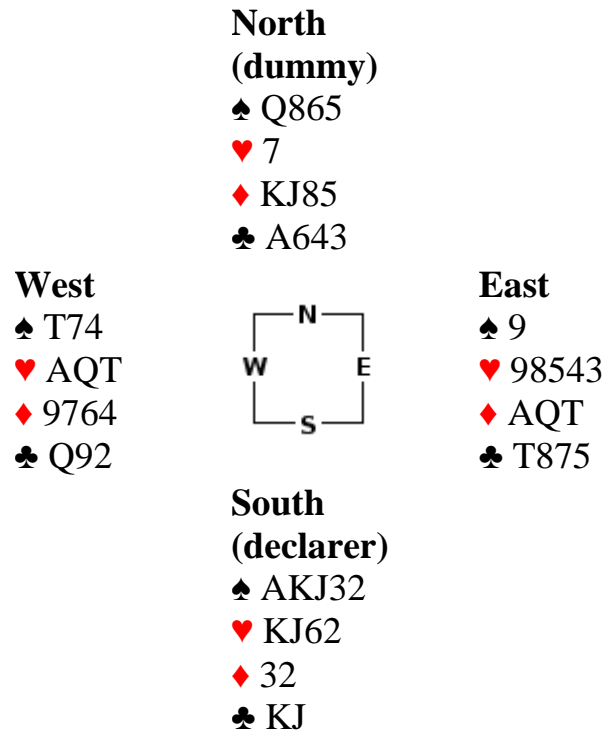 North
(dummy)
♠ Q865
♥ 7
♦ KJ85
♣ A643
West
♠ T74
♥ AQT
♦ 9764
♣ Q92
N
W E
S
East
♠ 9
♥ 98543
♦ AQT
♣ T875
South
(declarer)
♠ AKJ32
♥ KJ62
♦ 32
♣ KJ